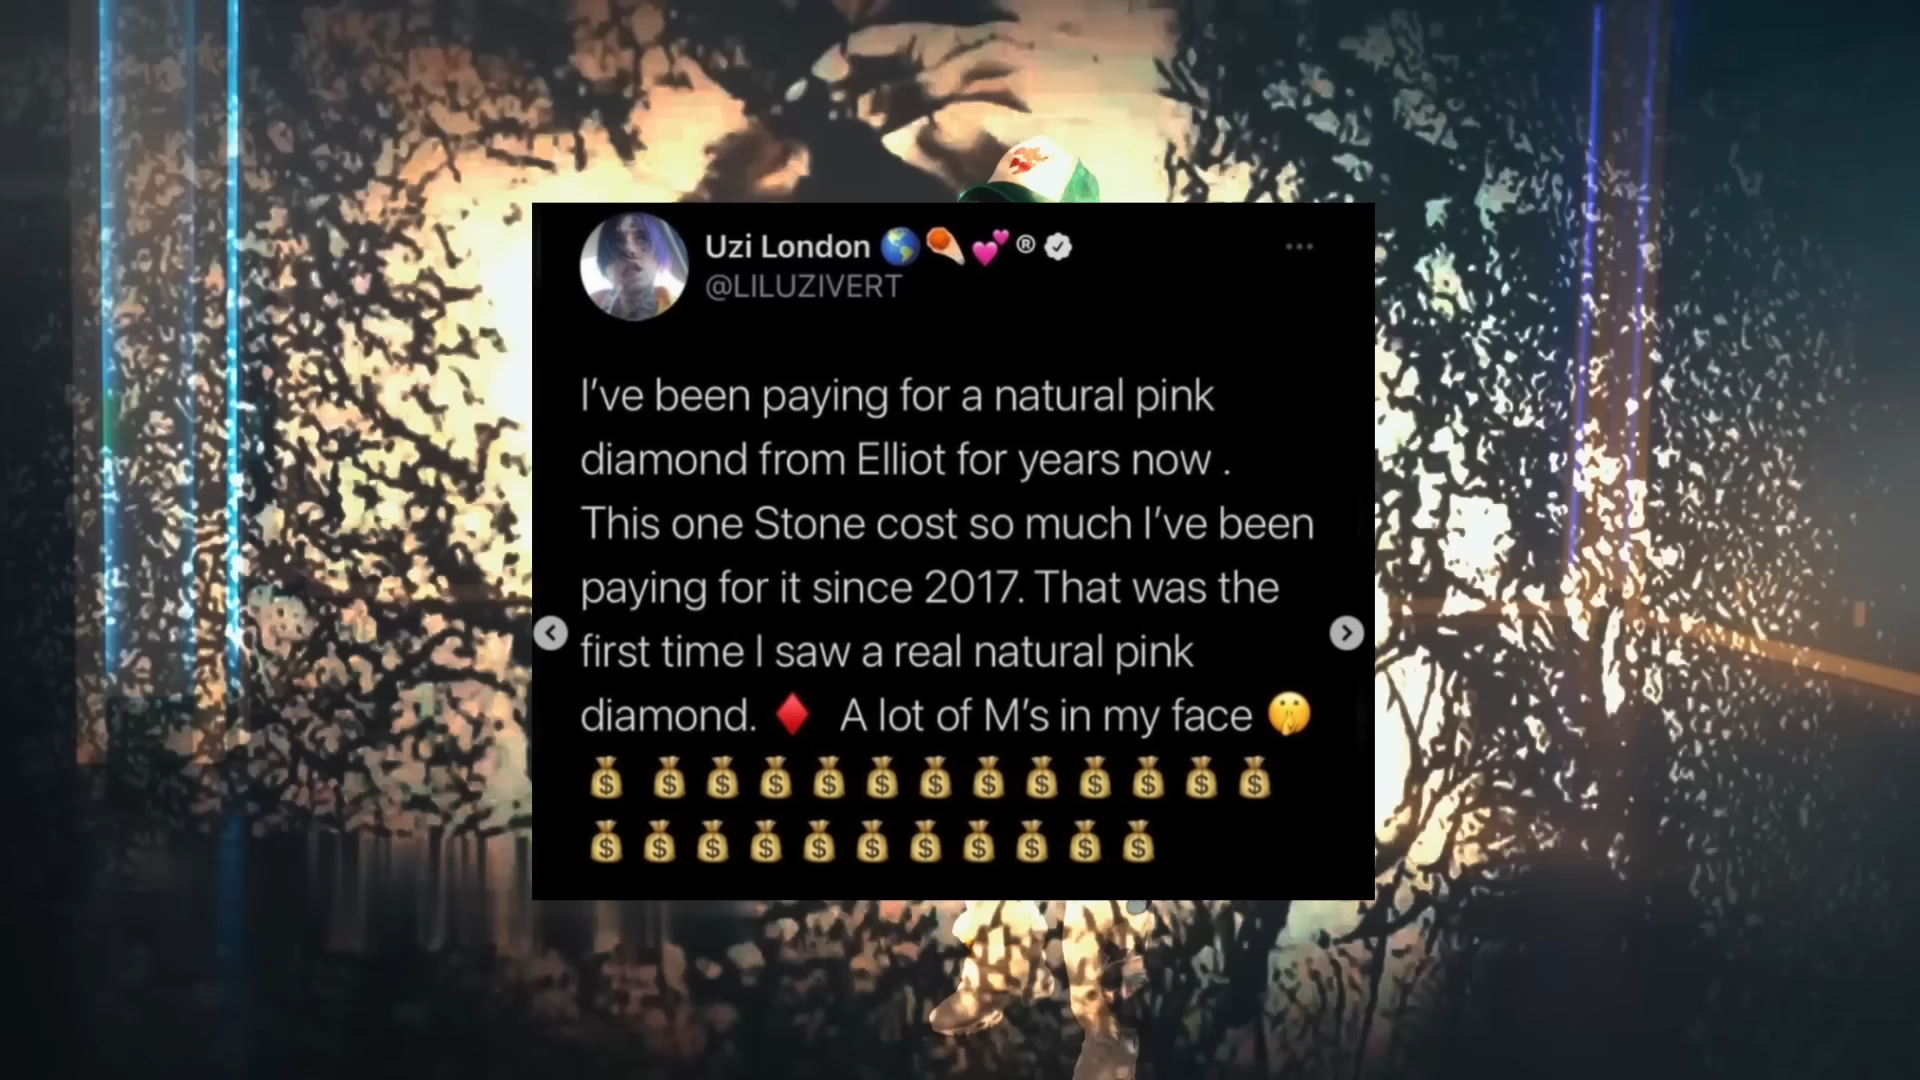 Uzi London 🌎☄️💕®
@LILUZIVERT
I've been paying for a natural pink
diamond from Elliot for years now .
This one Stone cost so much I've been
paying for it since 2017. That was the
first time I saw a real natural pink
diamond. ♦️ A lot of M's in my face 🤫
💰 💰 💰 💰 💰 💰 💰 💰 💰 💰 💰 💰 💰
💰 💰 💰 💰 💰 💰 💰 💰 💰 💰 💰